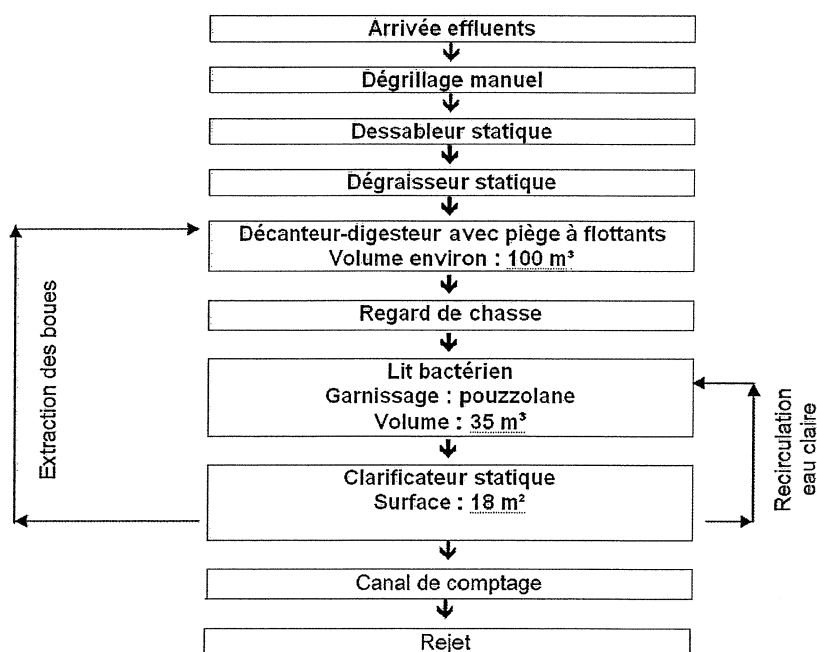 Arrivée effluents
Dégrillage manuel
Dessableur statique
Dégraisseur statique
Décanteur-digesteur avec piège à flottants
Volume environ : 100 m³
Regard de chasse
Lit bactérien
Garnissage : pouzzolane
Volume : 35 m³
Clarificateur statique
Surface : 18 m²
Canal de comptage
Rejet
Extraction des boues
Recirculation
eau claire